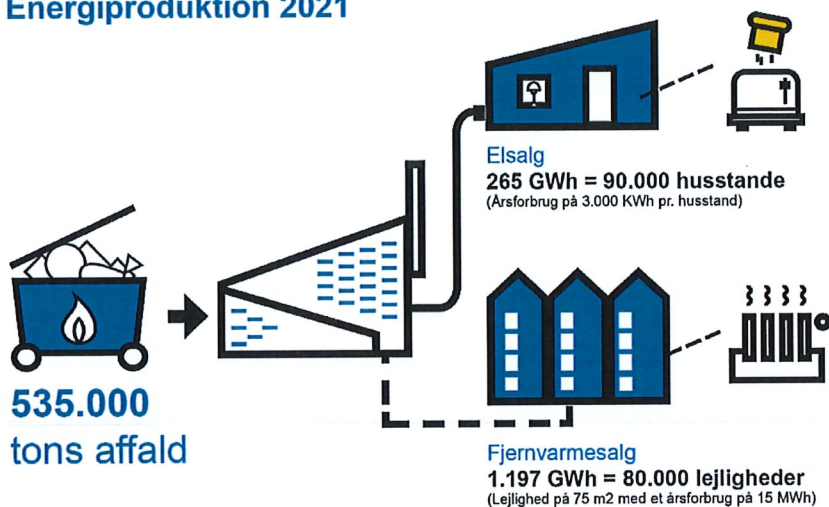 Energiproduktion 2021
Elsalg
265 GWh = 90.000 husstande
(Årsforbrug på 3.000 KWh pr. husstand)
535.000
tons affald
Fjernvarmesalg
1.197 GWh = 80.000 lejligheder
(Lejlighed på 75 m2 med et årsforbrug på 15 MWh)